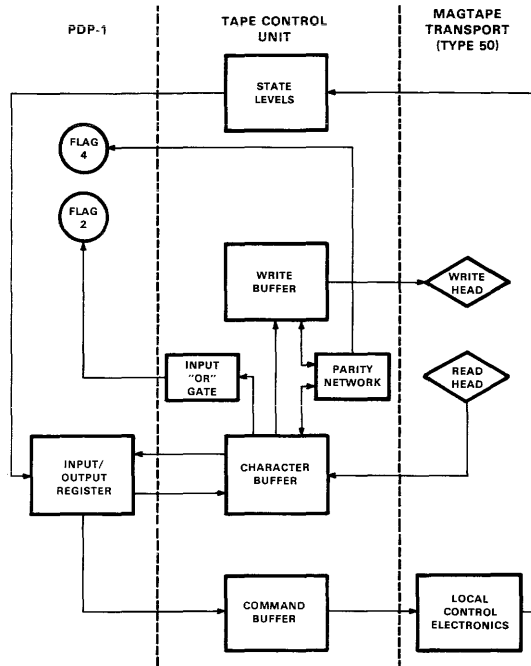 PDP-1
TAPE CONTROL
UNIT
MAGTAPE
TRANSPORT
(TYPE 50)
STATE
LEVELS
FLAG
4
FLAG
2
WRITE
BUFFER
WRITE
HEAD
INPUT
"OR"
GATE
PARITY
NETWORK
READ
HEAD
INPUT/
OUTPUT
REGISTER
CHARACTER
BUFFER
COMMAND
BUFFER
LOCAL
CONTROL
ELECTRONICS